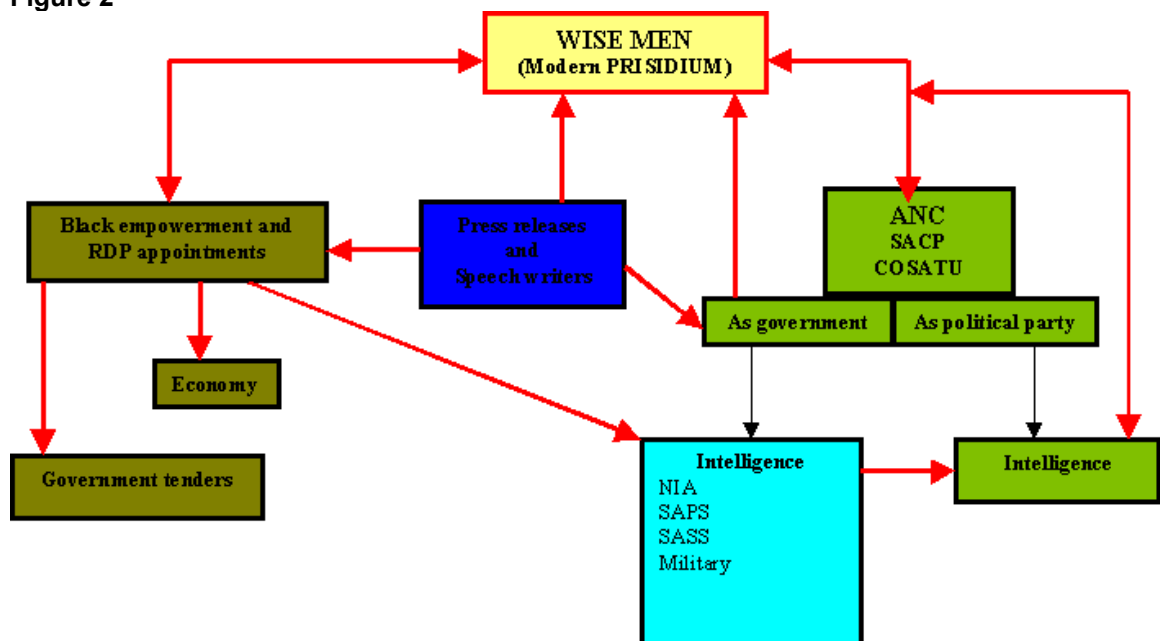 Figure 2
WISE MEN
(Modern PRISIDIUM)
Black empowerment and
RDP appointments
Press releases
and
Speech writers
ANC
SACP
COSATU
As government
As political party
Economy
Government tenders
Intelligence
NIA
SAPS
SASS
Military
Intelligence